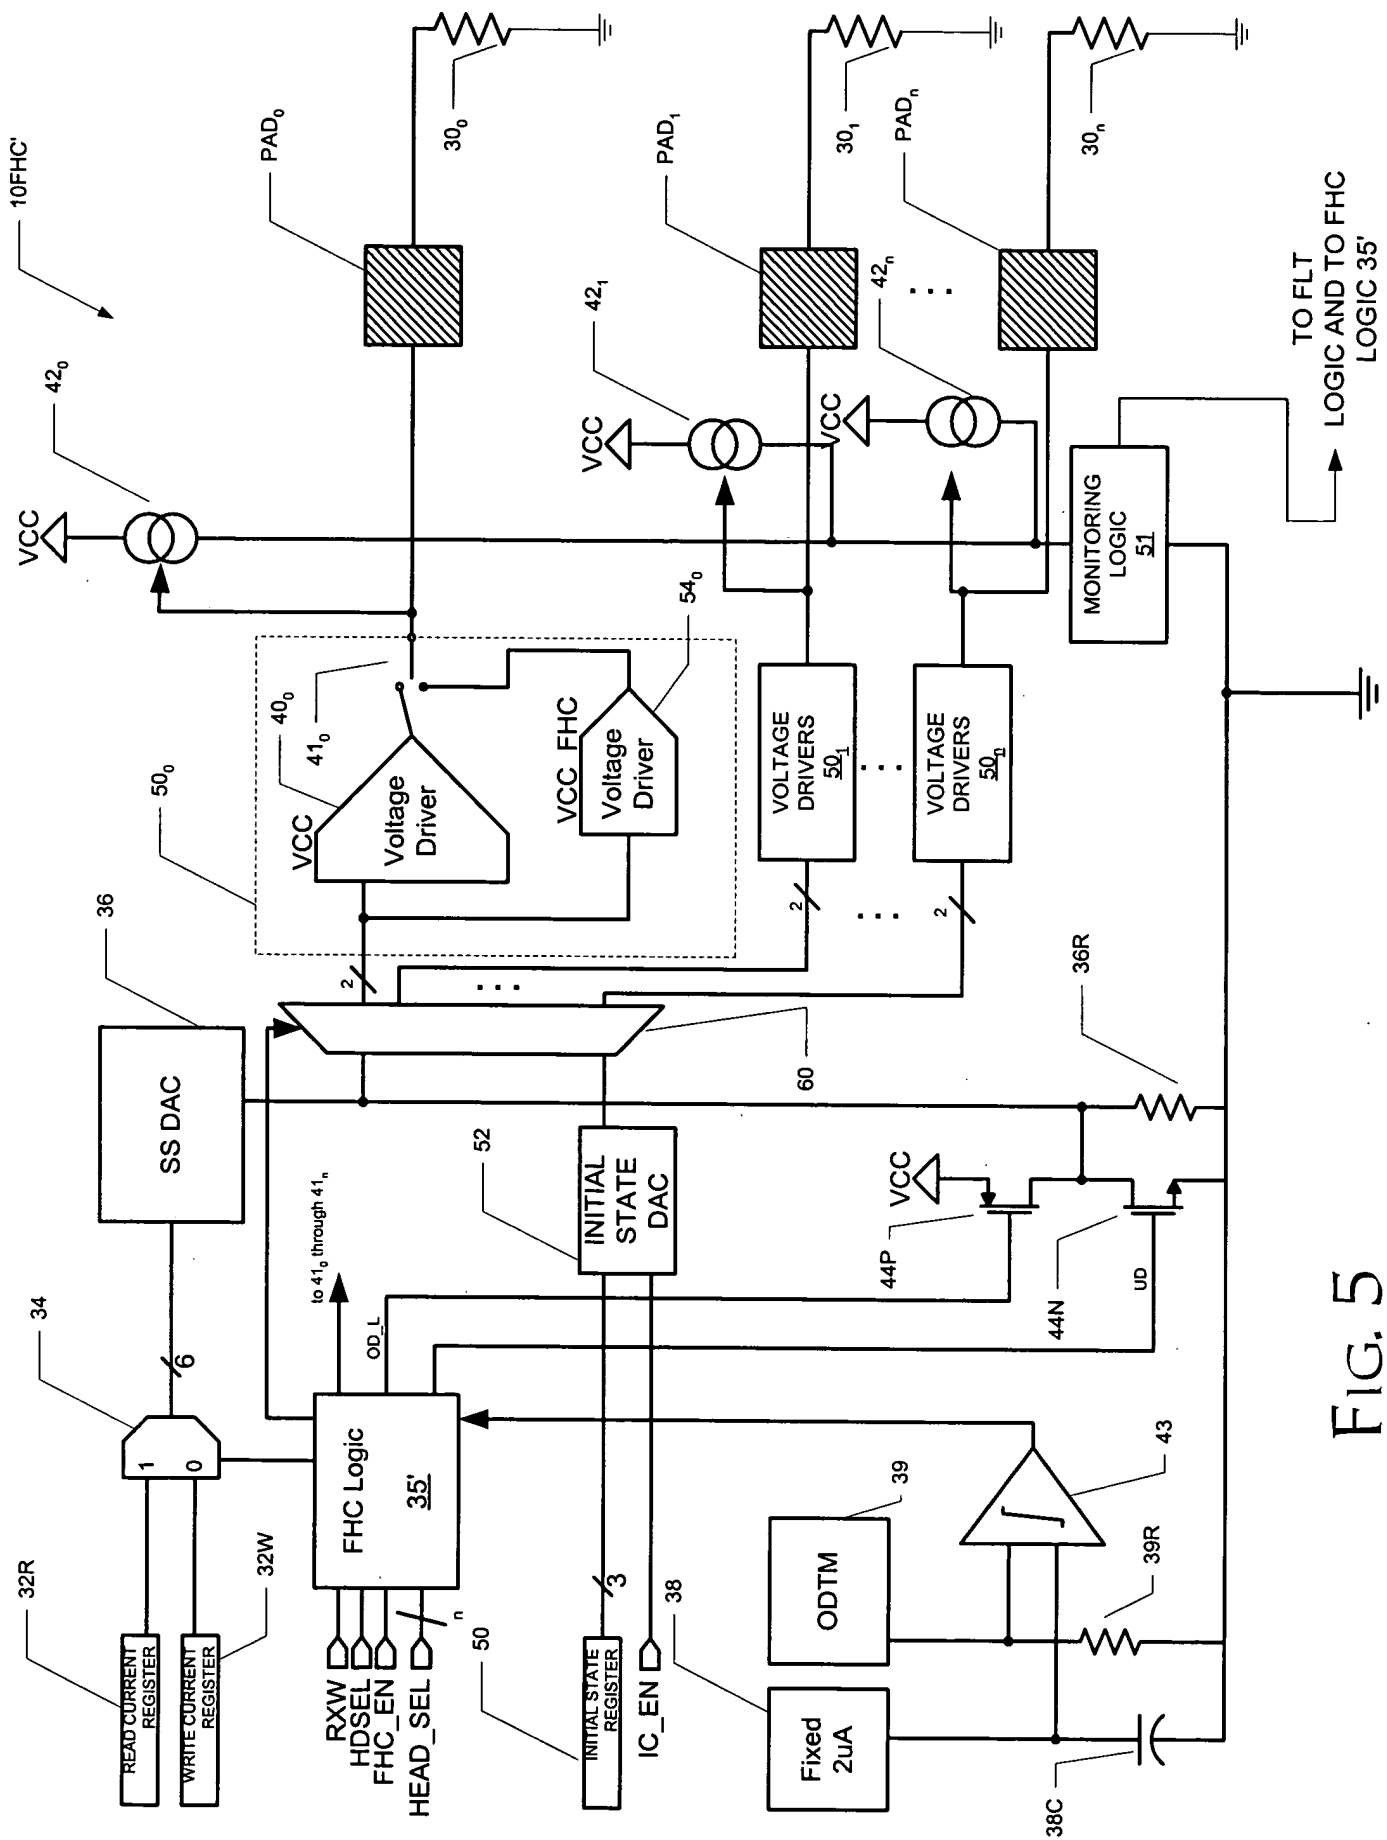 10FHC'
42₀
VCC
PAD₀
30₀
50₀
40₀
41₀
VCC
Voltage
Driver
VCC_FHC
Voltage
Driver
54₀
36
SS DAC
34
6
1
0
32R
READ CURRENT
REGISTER
32W
WRITE CURRENT
REGISTER
to 41₀ through 41ₙ
OD_L
FHC Logic
35'
RXW
HDSEL
FHC_EN
HEAD_SEL
n
2
60
52
INITIAL
STATE
DAC
50
INITIAL STATE
REGISTER
3
IC_EN
42₁
VCC
PAD₁
30₁
VOLTAGE
DRIVERS
50₁
2
42ₙ
VCC
PADₙ
30ₙ
VOLTAGE
DRIVERS
50ₙ
2
MONITORING
LOGIC
51
TO FLT
LOGIC AND TO FHC
LOGIC 35'
36R
VCC
44P
44N
UD
38
Fixed
2uA
38C
39
ODTM
39R
43
FIG. 5